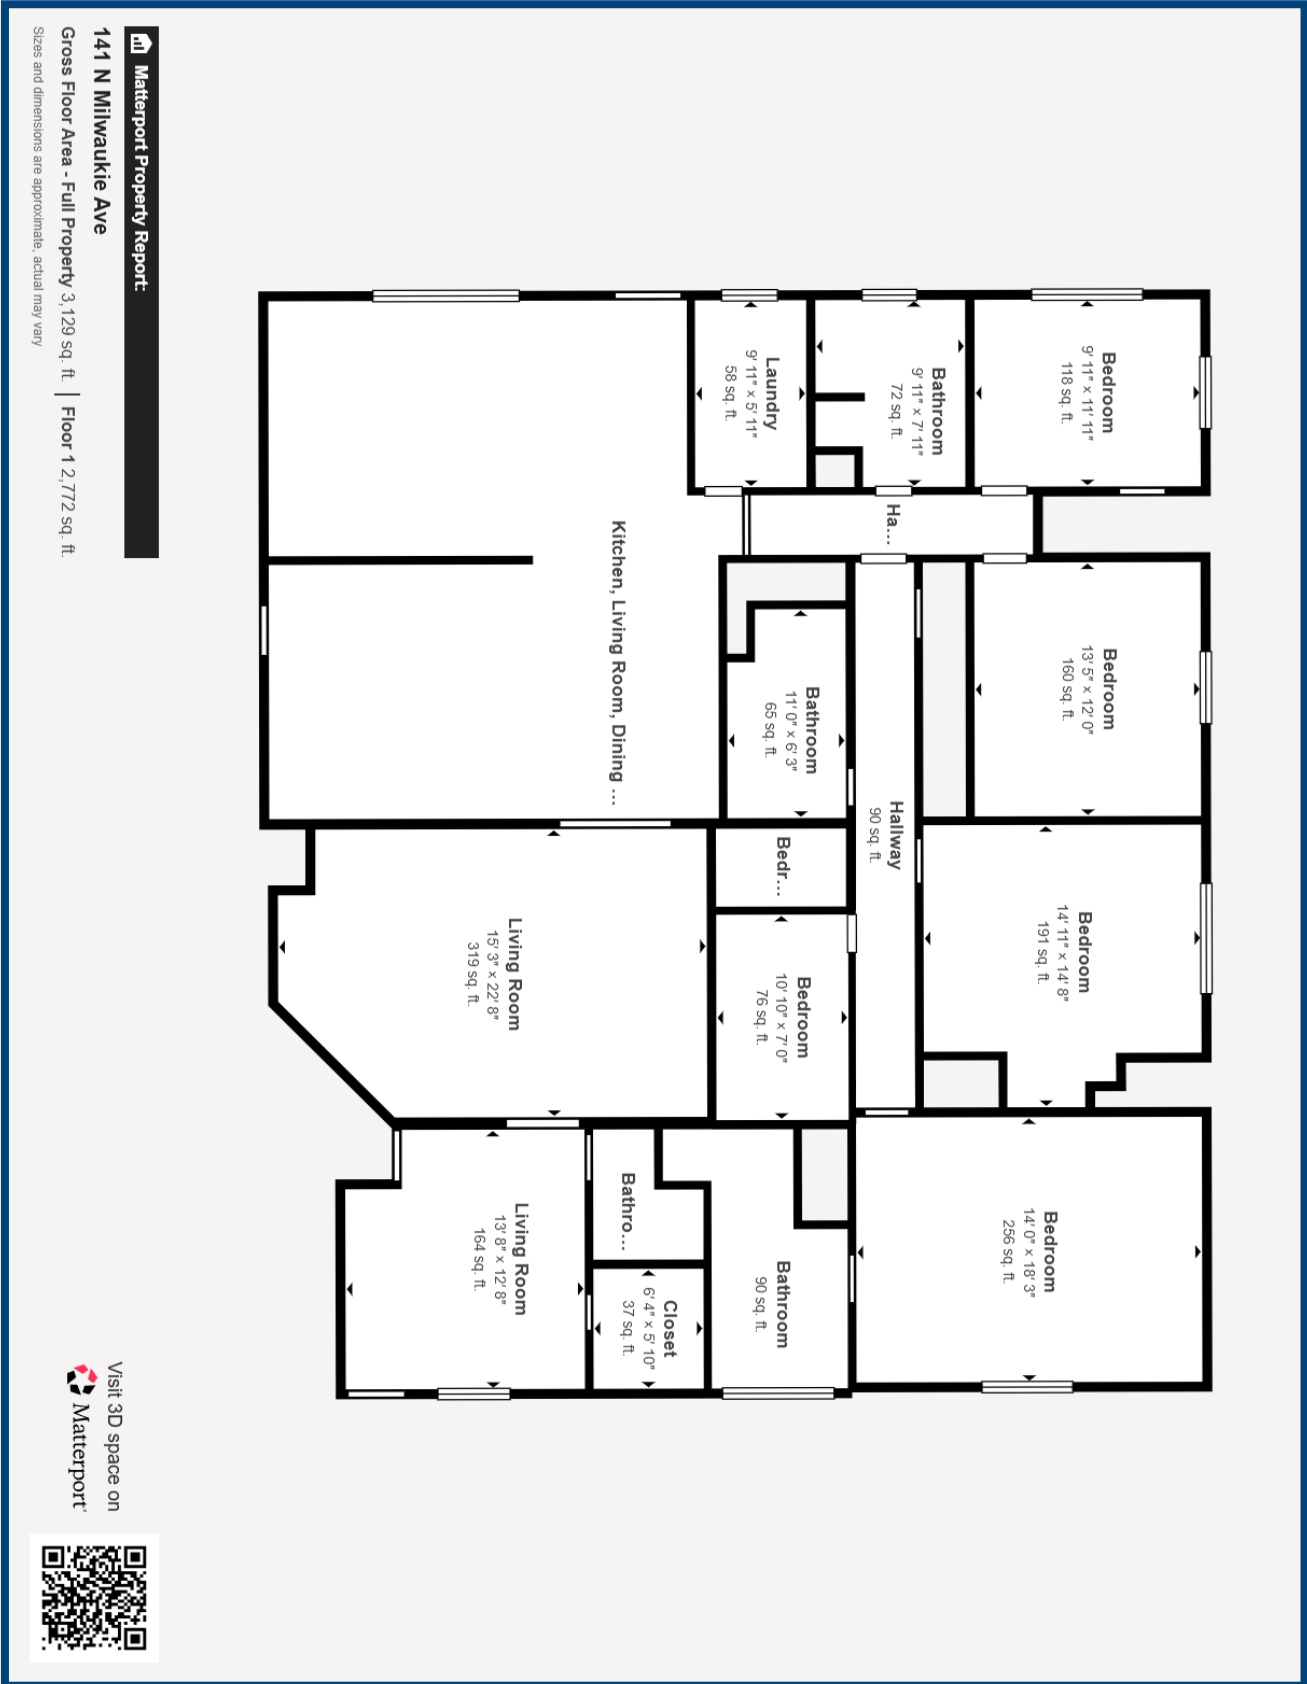 Matterport Property Report:
141 N Milwaukie Ave
Gross Floor Area - Full Property 3,129 sq. ft. | Floor 1 2,772 sq. ft.
Sizes and dimensions are approximate, actual may vary
Bedroom
9' 11" x 11' 11"
118 sq. ft.
Bathroom
9' 11" x 7' 11"
72 sq. ft.
Laundry
9' 11" x 5' 11"
58 sq. ft.
Ha...
Kitchen, Living Room, Dining ...
Bedroom
13' 5" x 12' 0"
160 sq. ft.
Bathroom
11' 0" x 6' 3"
65 sq. ft.
Hallway
90 sq. ft.
Bedr...
Bedroom
14' 11" x 14' 8"
191 sq. ft.
Bedroom
10' 10" x 7' 0"
76 sq. ft.
Living Room
15' 3" x 22' 8"
319 sq. ft.
Bedroom
14' 0" x 18' 3"
256 sq. ft.
Bathroom
90 sq. ft.
Bathro...
Closet
6' 4" x 5' 10"
37 sq. ft.
Living Room
13' 8" x 12' 8"
164 sq. ft.
Visit 3D space on
Matterport